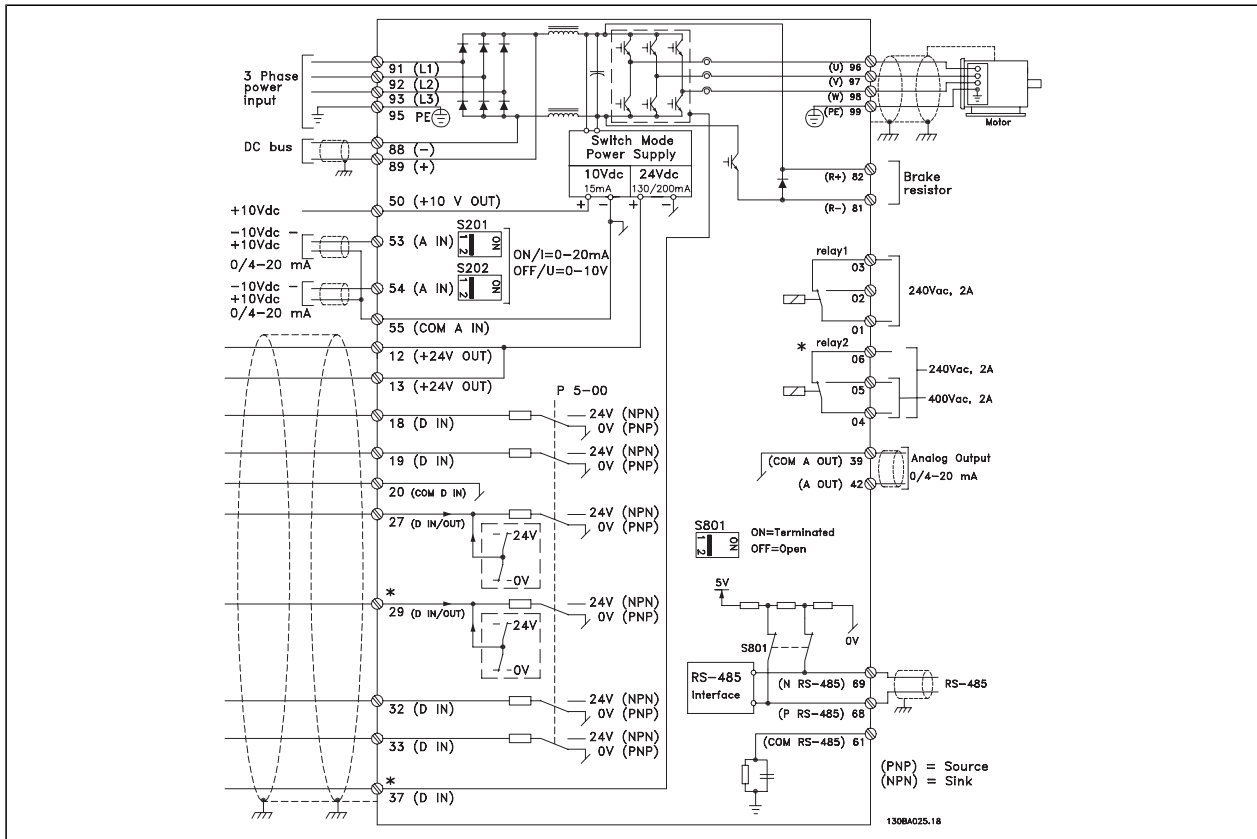 3 Phase
power
input
91 (L1)
92 (L2)
93 (L3)
95 PE
DC bus
88 (-)
89 (+)
+10Vdc
50 (+10 V OUT)
-10Vdc -
+10Vdc
0/4-20 mA
53 (A IN)
S201
1 2
ON
-10Vdc -
+10Vdc
0/4-20 mA
54 (A IN)
S202
1 2
ON
ON/I=0-20mA
OFF/U=0-10V
55 (COM A IN)
12 (+24V OUT)
13 (+24V OUT)
P 5-00
18 (D IN)
24V (NPN)
0V (PNP)
19 (D IN)
24V (NPN)
0V (PNP)
20 (COM D IN)
27 (D IN/OUT)
24V (NPN)
0V (PNP)
24V
0V
*
29 (D IN/OUT)
24V (NPN)
0V (PNP)
24V
0V
32 (D IN)
24V (NPN)
0V (PNP)
33 (D IN)
24V (NPN)
0V (PNP)
*
37 (D IN)
Switch Mode
Power Supply
10Vdc
15mA
24Vdc
130/200mA
+ - + -
(U) 96
(V) 97
(W) 98
(PE) 99
Motor
(R+) 82
(R-) 81
Brake
resistor
relay1
03
02
01
240Vac, 2A
* relay2
06
05
04
240Vac, 2A
400Vac, 2A
(COM A OUT) 39
(A OUT) 42
Analog Output
0/4-20 mA
S801
1 2
ON
ON=Terminated
OFF=Open
5V
0V
S801
RS-485
Interface
(N RS-485) 69
(P RS-485) 68
RS-485
(COM RS-485) 61
(PNP) = Source
(NPN) = Sink
130BA025.18